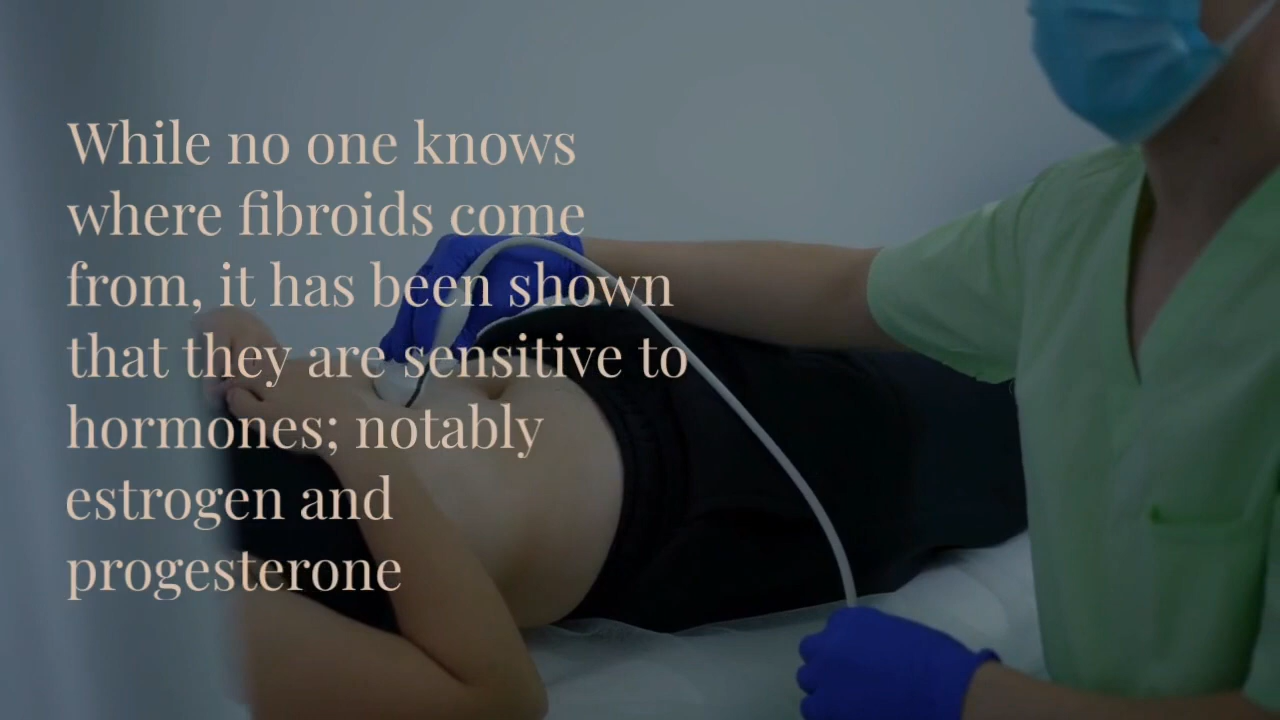 While no one knows
where fibroids come
from, it has been shown
that they are sensitive to
hormones; notably
estrogen and
progesterone